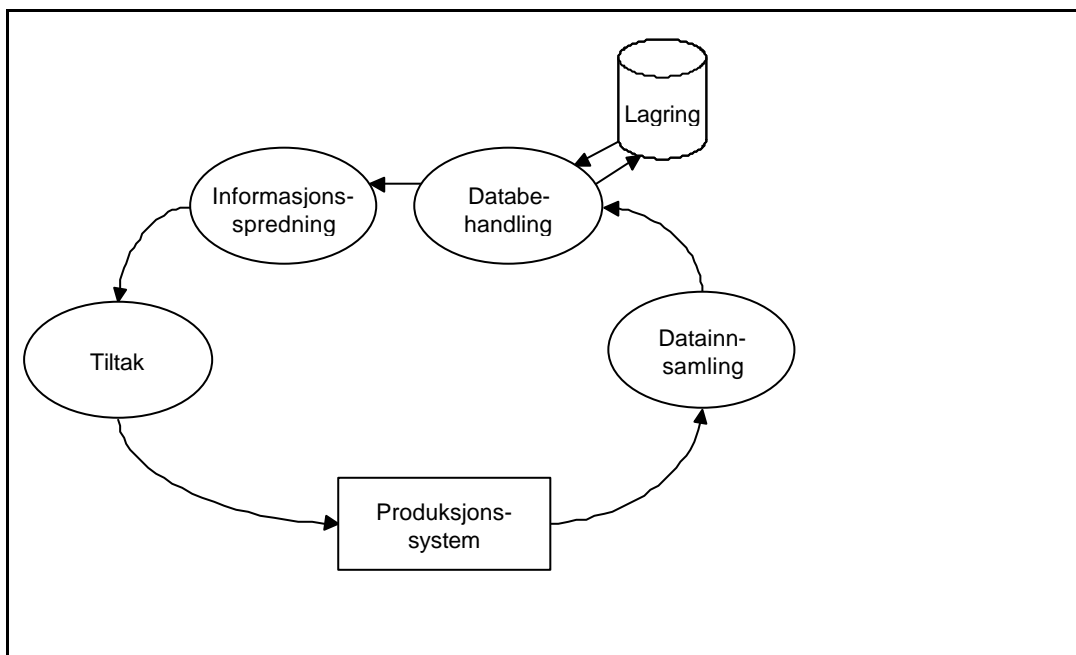 Lagring
Informasjons-
spredning
Databe-
handling
Tiltak
Datainn-
samling
Produksjons-
system